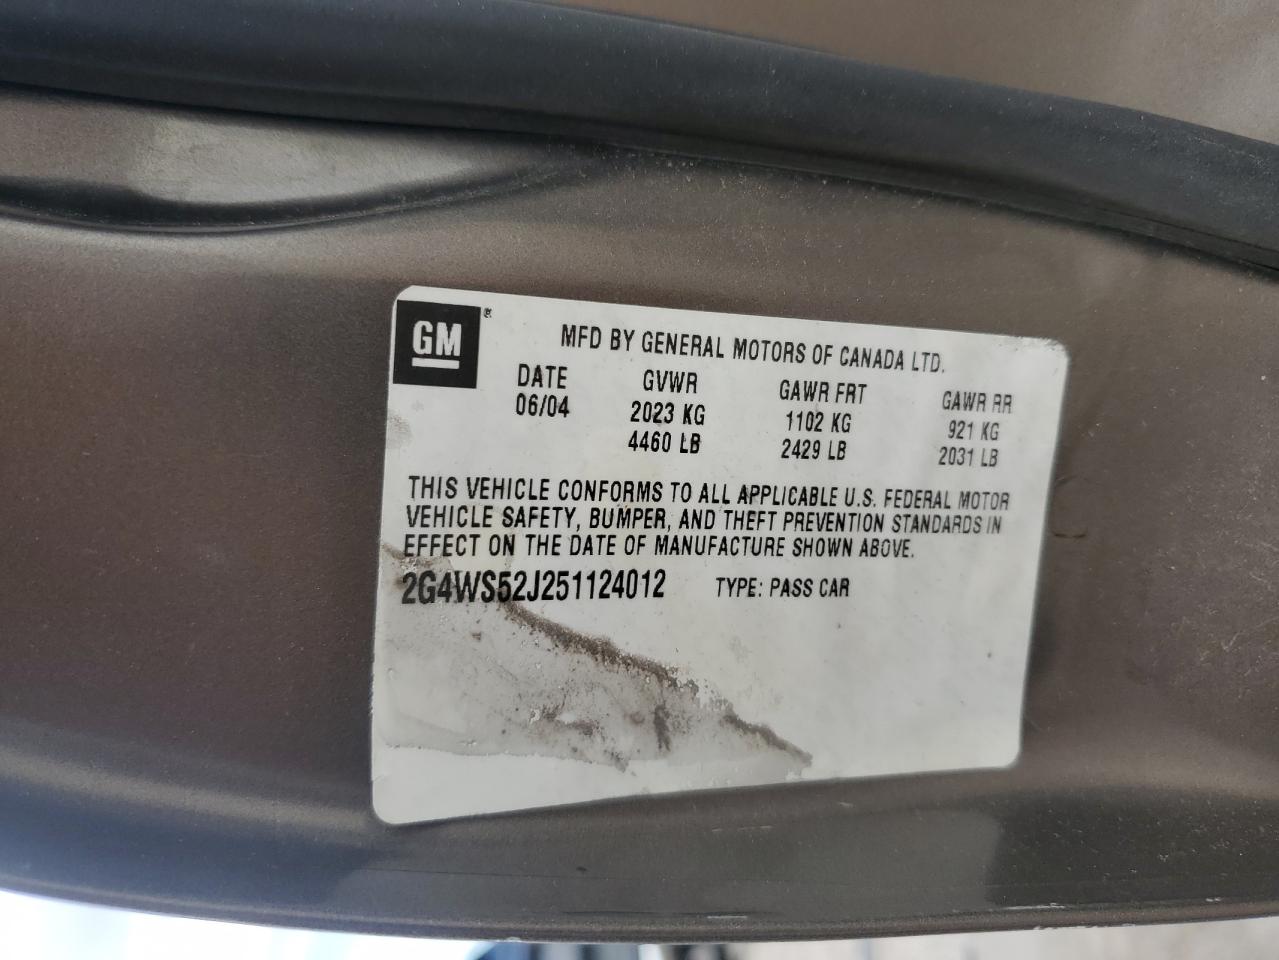 GM®
MFD BY GENERAL MOTORS OF CANADA LTD.
DATE GVWR GAWR FRT GAWR RR
06/04 2023 KG 1102 KG 921 KG
4460 LB 2429 LB 2031 LB
THIS VEHICLE CONFORMS TO ALL APPLICABLE U.S. FEDERAL MOTOR
VEHICLE SAFETY, BUMPER, AND THEFT PREVENTION STANDARDS IN
EFFECT ON THE DATE OF MANUFACTURE SHOWN ABOVE.
2G4WS52J251124012 TYPE: PASS CAR